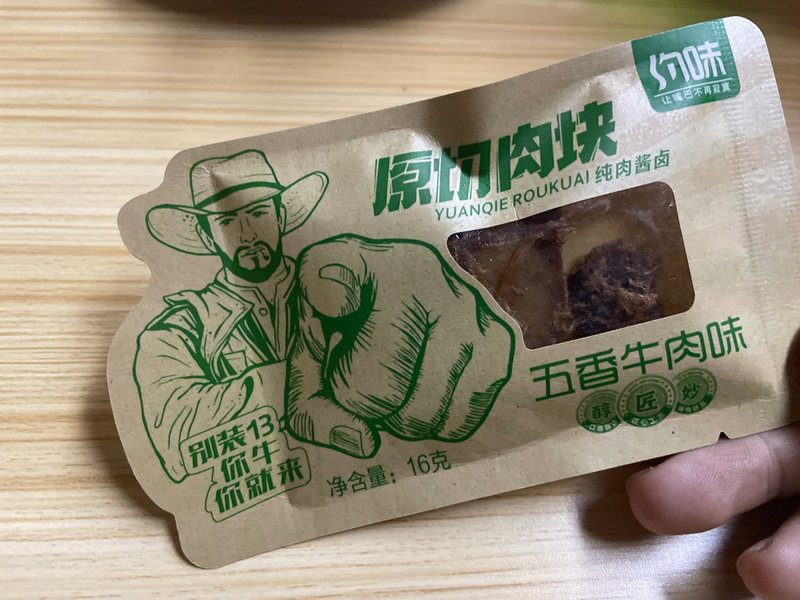 约味
让嘴巴不再寂寞
原切肉块
YUANQIE ROUKUAI 纯肉酱卤
五香牛肉味
醇 匠 妙
别装13
你牛
你就来
净含量：16克